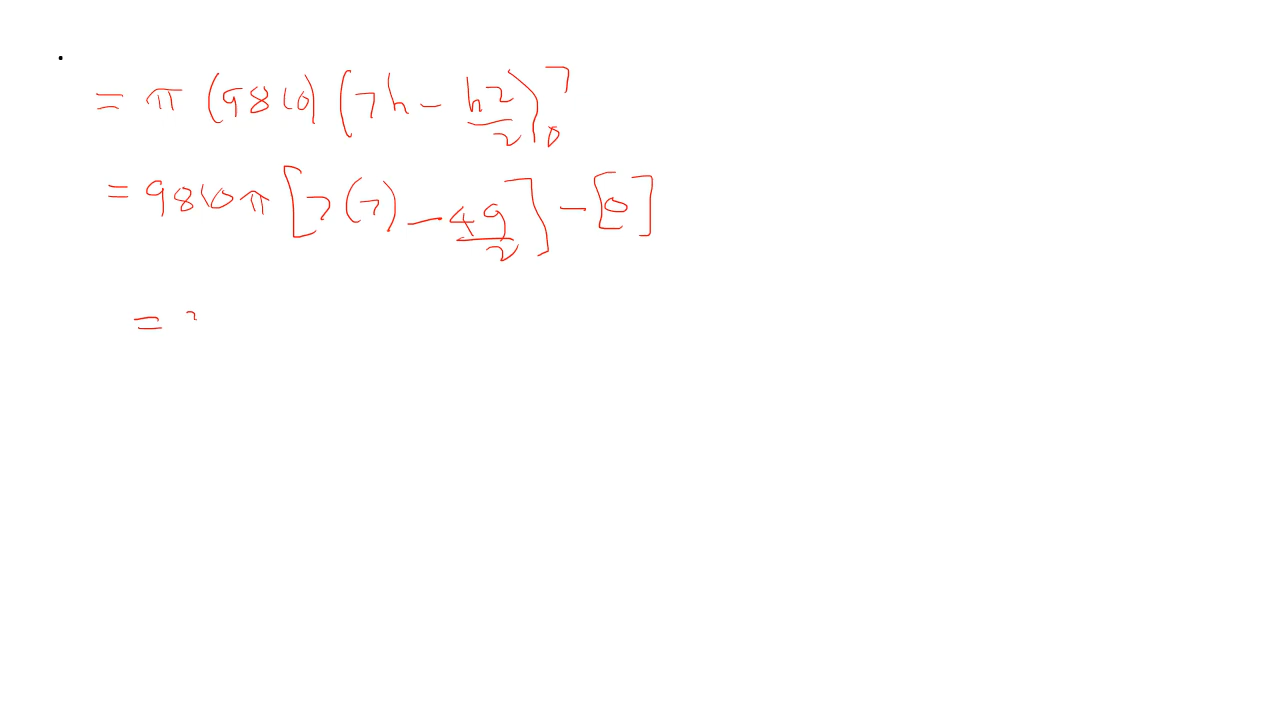 .
= π (9810) (7h - h²/2)₀⁷
= 9810π [7(7) - 49/2] - [0]
=